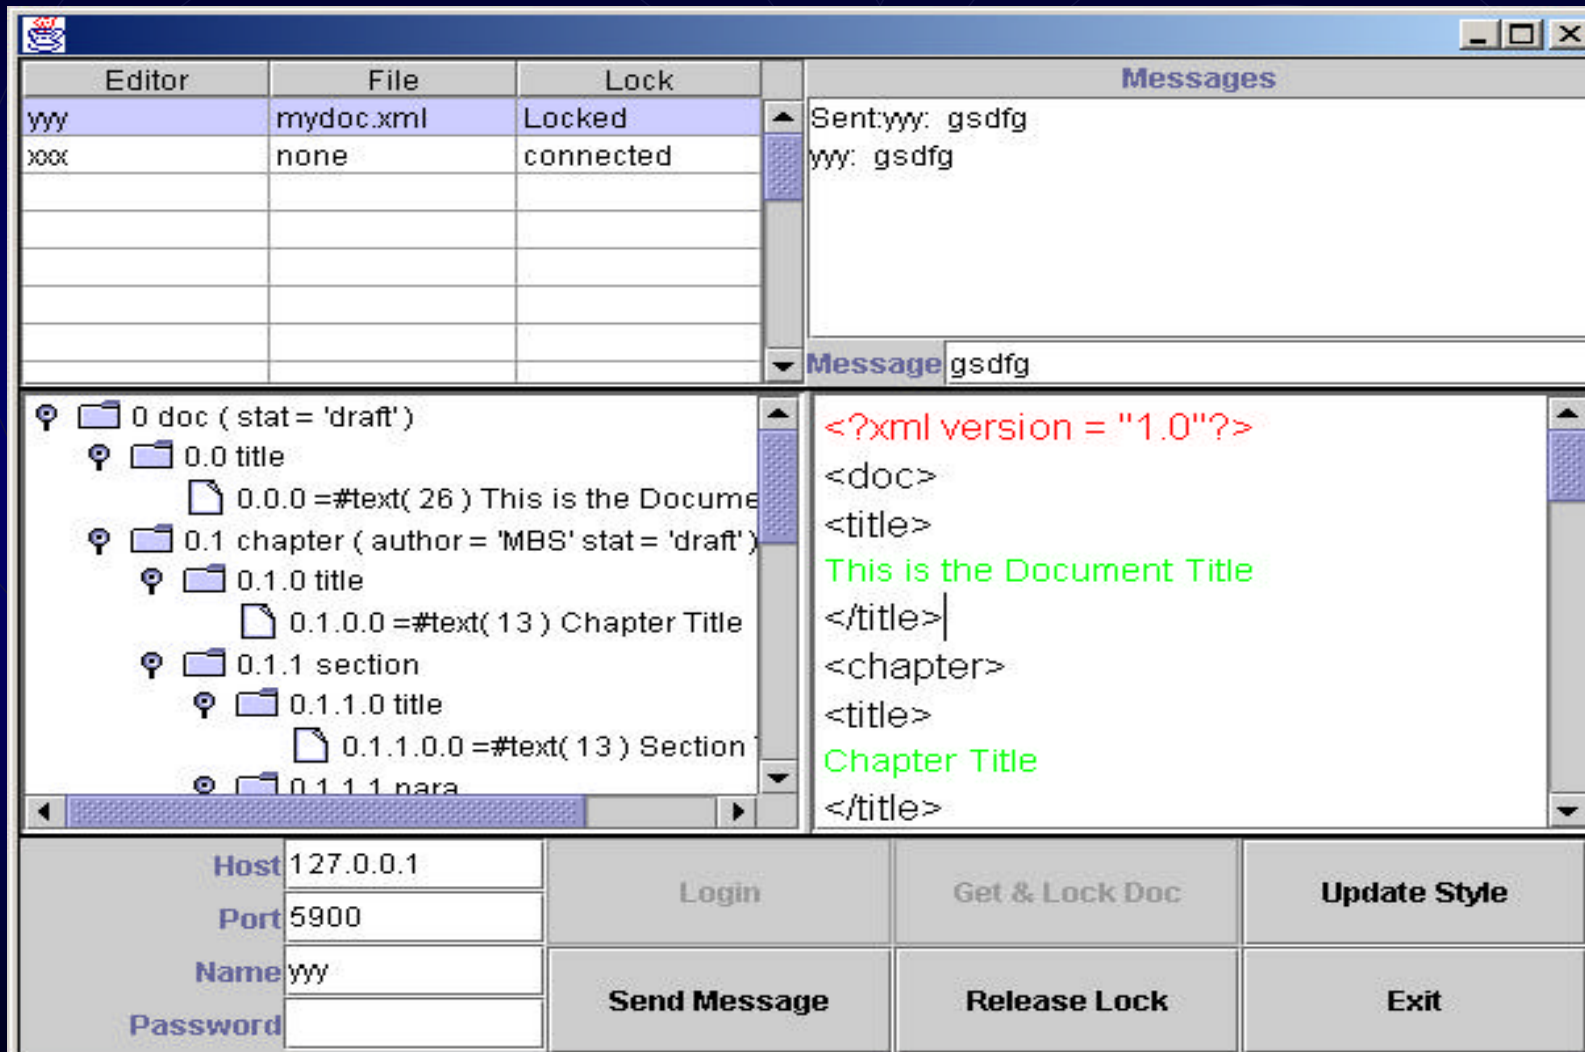 Editor File Lock
yyy mydoc.xml Locked
xxx none connected
Messages
Sent:yyy: gsdfg
yyy: gsdfg
Message gsdfg
0 doc ( stat = 'draft' )
0.0 title
0.0.0 =#text( 26 ) This is the Docume
0.1 chapter ( author = 'MBS' stat = 'draft' )
0.1.0 title
0.1.0.0 =#text( 13 ) Chapter Title
0.1.1 section
0.1.1.0 title
0.1.1.0.0 =#text( 13 ) Section
0.1.1.1 para
<?xml version = "1.0"?>
<doc>
<title>
This is the Document Title
</title>
<chapter>
<title>
Chapter Title
</title>
Host 127.0.0.1
Port 5900
Name yyy
Password
Login Get & Lock Doc Update Style
Send Message Release Lock Exit